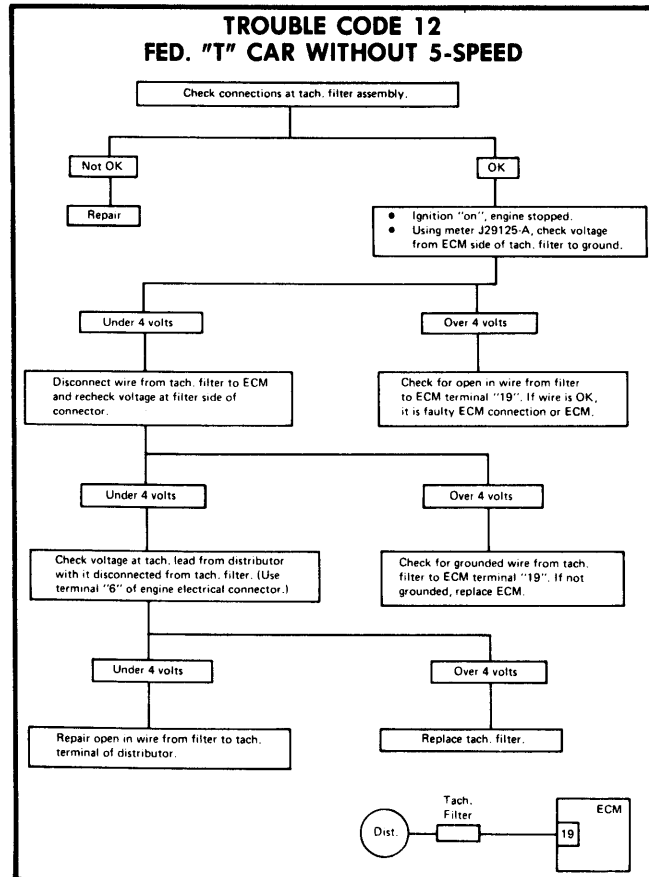 TROUBLE CODE 12
FED. "T" CAR WITHOUT 5-SPEED
Check connections at tach. filter assembly.
Not OK
OK
Repair
● Ignition "on", engine stopped.
● Using meter J29125-A, check voltage
from ECM side of tach. filter to ground.
Under 4 volts
Over 4 volts
Disconnect wire from tach. filter to ECM
and recheck voltage at filter side of
connector.
Check for open in wire from filter
to ECM terminal "19". If wire is OK,
it is faulty ECM connection or ECM.
Under 4 volts
Over 4 volts
Check voltage at tach. lead from distributor
with it disconnected from tach. filter. (Use
terminal "6" of engine electrical connector.)
Check for grounded wire from tach.
filter to ECM terminal "19". If not
grounded, replace ECM.
Under 4 volts
Over 4 volts
Repair open in wire from filter to tach.
terminal of distributor.
Replace tach. filter.
Tach.
Filter
ECM
Dist.
19